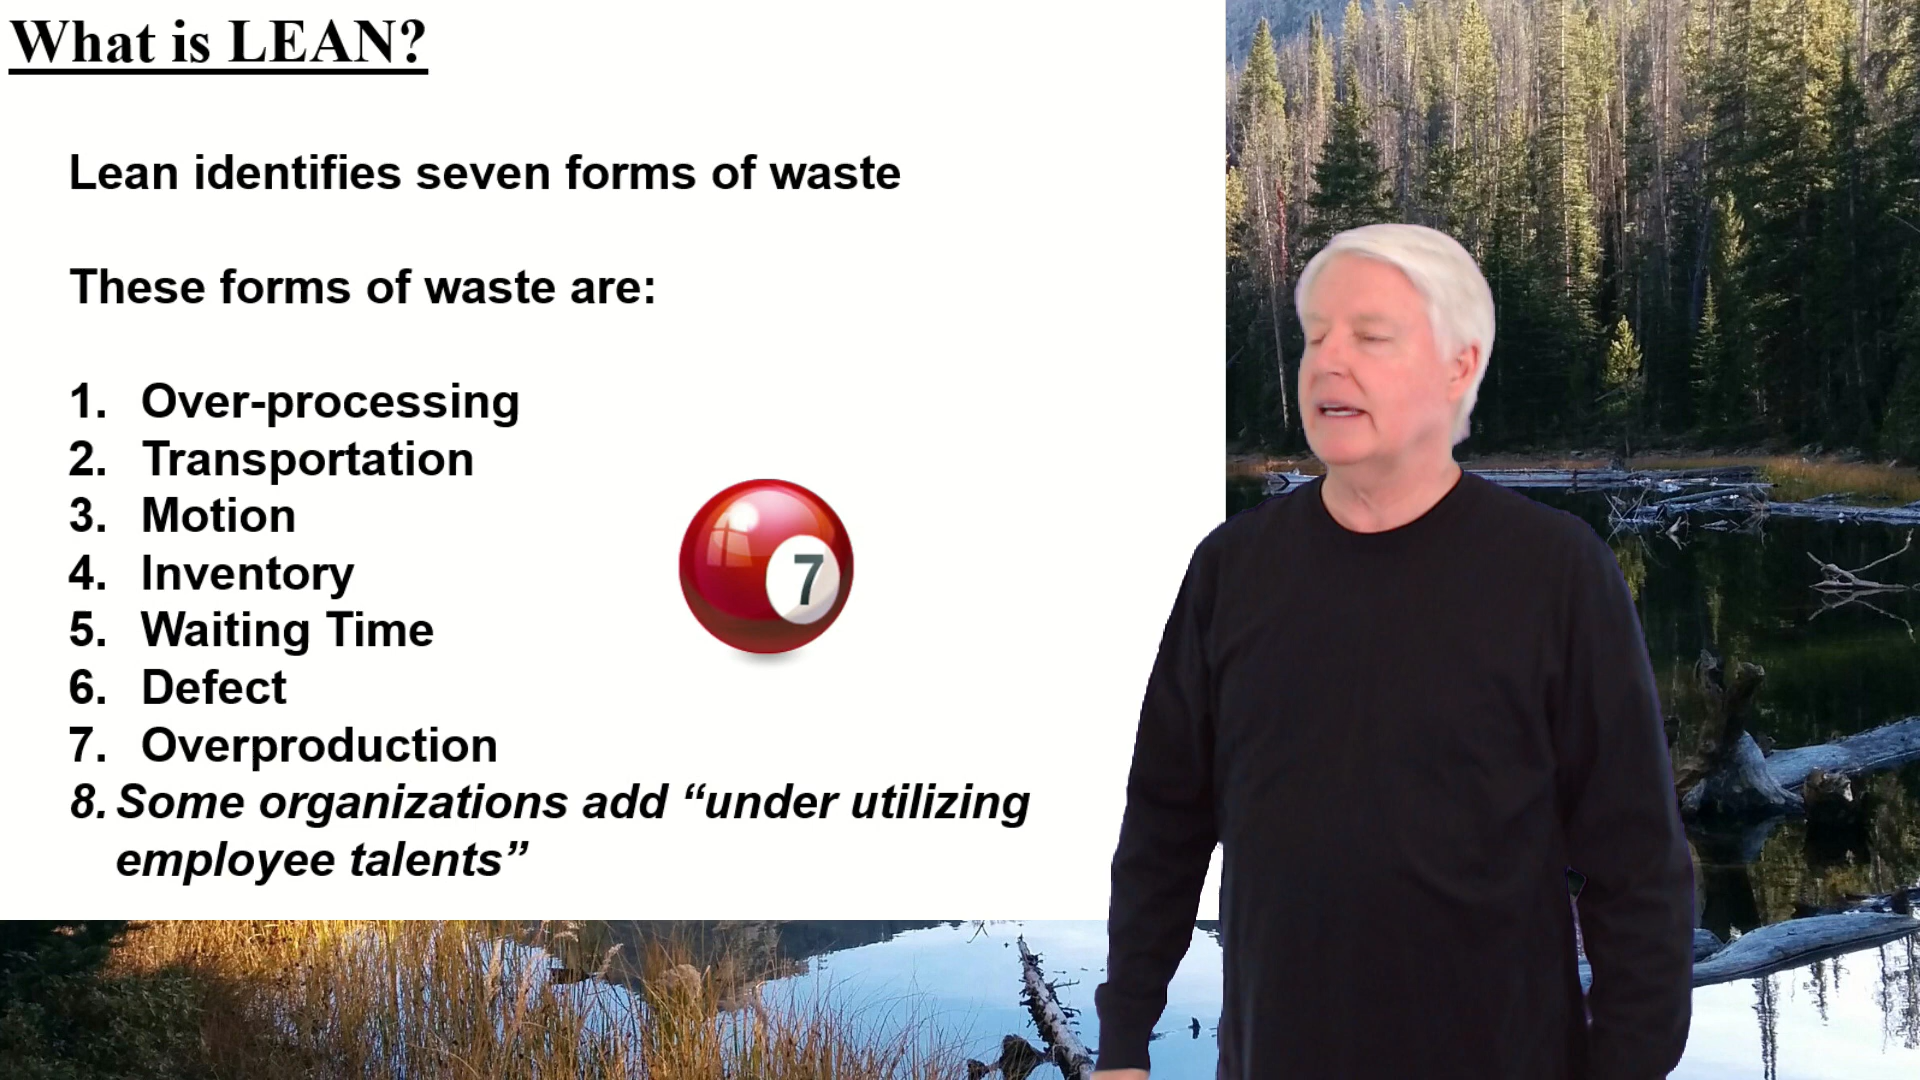 What is LEAN?
Lean identifies seven forms of waste
These forms of waste are:
1. Over-processing
2. Transportation
3. Motion
4. Inventory
5. Waiting Time
6. Defect
7. Overproduction
8. Some organizations add “under utilizing
employee talents”
7